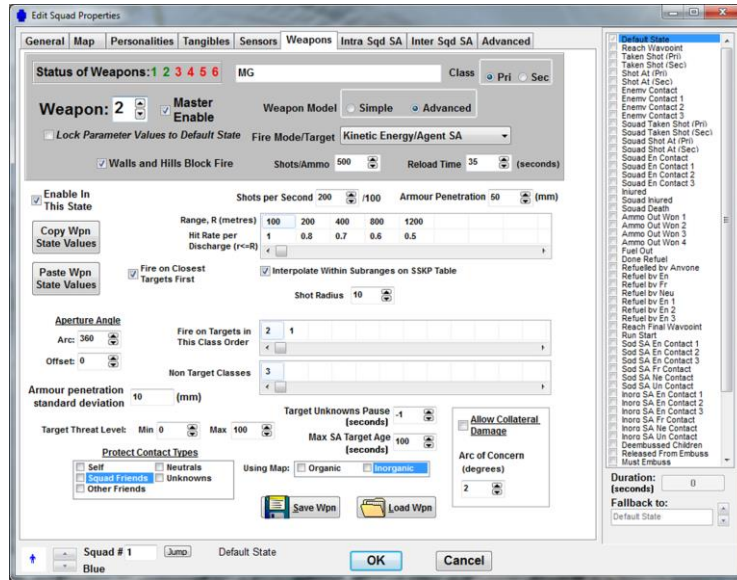 Edit Squad Properties
General Map Personalities Tangibles Sensors Weapons Intra Sqd SA Inter Sqd SA Advanced
Status of Weapons: 1 2 3 4 5 6 MG Class Pri Sec
Weapon: 2 Master Enable Weapon Model Simple Advanced
Lock Parameter Values to Default State Fire Mode/Target Kinetic Energy/Agent SA
Walls and Hills Block Fire Shots/Ammo 500 Reload Time 35 (seconds)
Enable In This State Shots per Second 200 /100 Armour Penetration 50 (mm)
Copy Wpn State Values
Range, R (metres) 100 200 400 800 1200
Hit Rate per Discharge (r<=R) 1 0.8 0.7 0.6 0.5
Paste Wpn State Values
Fire on Closest Targets First
Interpolate Within Subranges on SSKP Table
Shot Radius 10
Aperture Angle
Arc: 360
Offset: 0
Fire on Targets in This Class Order 2 1
Non Target Classes 3
Armour penetration standard deviation 10 (mm)
Target Threat Level: Min 0 Max 100
Target Unknowns Pause (seconds) -1
Max SA Target Age (seconds) 100
Allow Collateral Damage
Arc of Concern (degrees)
2
Protect Contact Types
Self Neutrals
Squad Friends Unknowns
Other Friends
Using Map: Organic Inorganic
Save Wpn Load Wpn
Squad # 1 Jump Default State
Blue
OK Cancel
Default State
Reach Waypoint
Taken Shot (Pri)
Taken Shot (Sec)
Shot At (Pri)
Shot At (Sec)
Enemy Contact
Enemy Contact 1
Enemy Contact 2
Enemy Contact 3
Squad Taken Shot (Pri)
Squad Taken Shot (Sec)
Squad Shot At (Pri)
Squad Shot At (Sec)
Squad En Contact
Squad En Contact 1
Squad En Contact 2
Squad En Contact 3
Injured
Squad Injured
Squad Death
Ammo Out Wpn 1
Ammo Out Wpn 2
Ammo Out Wpn 3
Ammo Out Wpn 4
Fuel Out
Done Refuel
Refuelled by Anyone
Refuel by En
Refuel by Fr
Refuel by Neu
Refuel by En 1
Refuel by En 2
Refuel by En 3
Reach Final Waypoint
Run Start
Sqd SA En Contact 1
Sqd SA En Contact 2
Sqd SA En Contact 3
Sqd SA Fr Contact
Sqd SA Ne Contact
Sqd SA Un Contact
Inorg SA En Contact 1
Inorg SA En Contact 2
Inorg SA En Contact 3
Inorg SA Fr Contact
Inorg SA Ne Contact
Inorg SA Un Contact
Deembussed Children
Released From Embuss
Must Embuss
Duration: (seconds) 0
Fallback to:
Default State